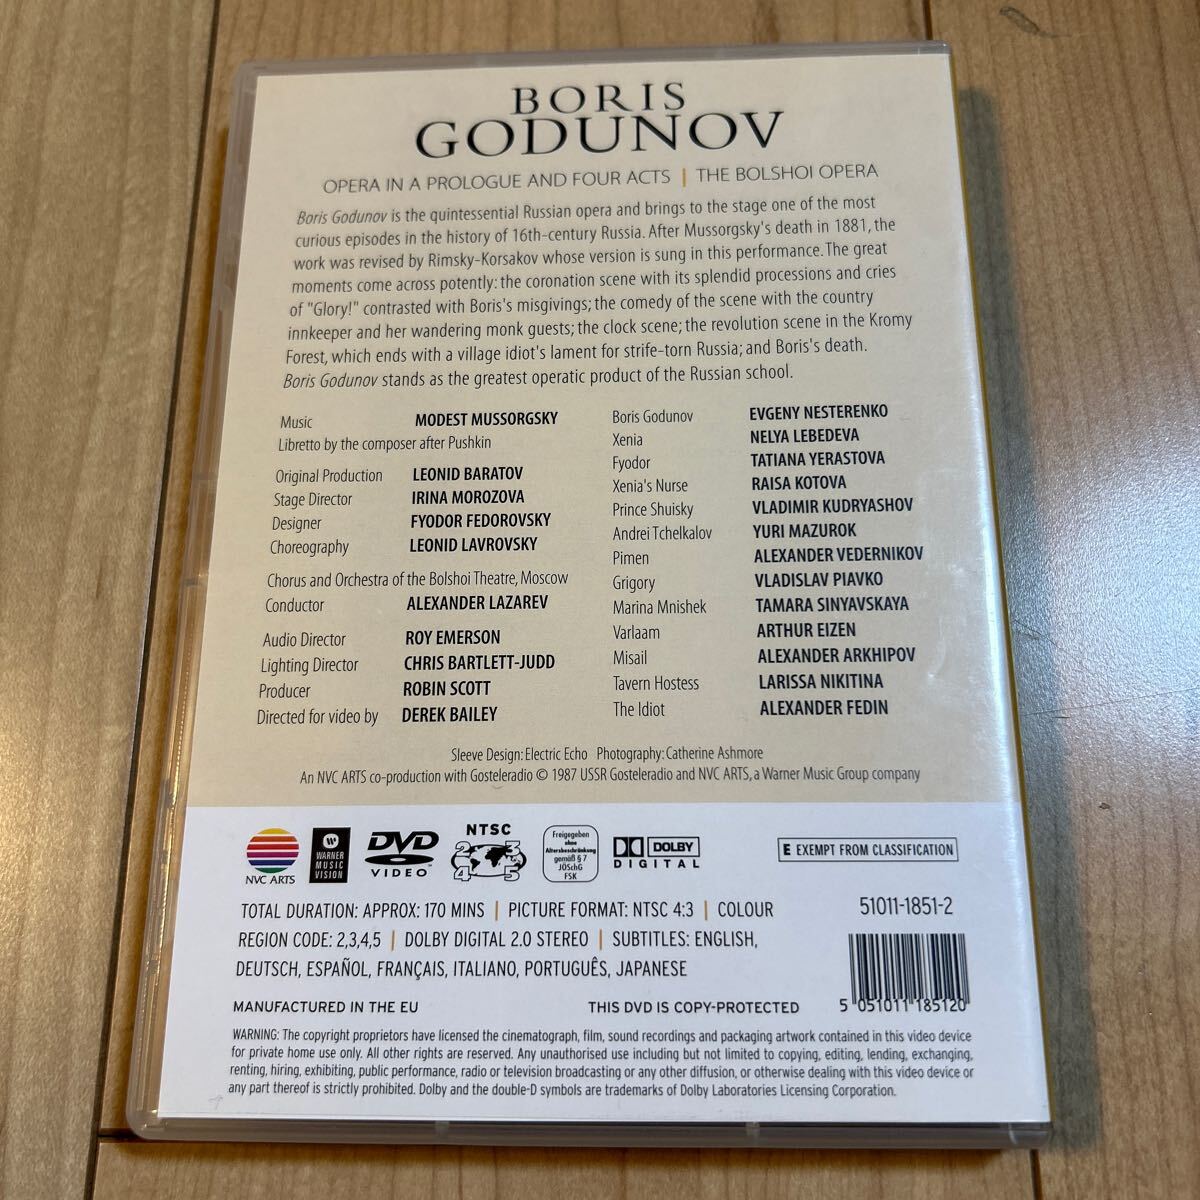 BORIS
GODUNOV
OPERA IN A PROLOGUE AND FOUR ACTS | THE BOLSHOI OPERA
Boris Godunov is the quintessential Russian opera and brings to the stage one of the most
curious episodes in the history of 16th-century Russia. After Mussorgsky's death in 1881, the
work was revised by Rimsky-Korsakov whose version is sung in this performance. The great
moments come across potently: the coronation scene with its splendid processions and cries
of "Glory!" contrasted with Boris's misgivings; the comedy of the scene with the country
innkeeper and her wandering monk guests; the clock scene; the revolution scene in the Kromy
Forest, which ends with a village idiot's lament for strife-torn Russia; and Boris's death.
Boris Godunov stands as the greatest operatic product of the Russian school.
Music MODEST MUSSORGSKY
Libretto by the composer after Pushkin
Original Production LEONID BARATOV
Stage Director IRINA MOROZOVA
Designer FYODOR FEDOROVSKY
Choreography LEONID LAVROVSKY
Chorus and Orchestra of the Bolshoi Theatre, Moscow
Conductor ALEXANDER LAZAREV
Audio Director ROY EMERSON
Lighting Director CHRIS BARTLETT-JUDD
Producer ROBIN SCOTT
Directed for video by DEREK BAILEY
Boris Godunov EVGENY NESTERENKO
Xenia NELYA LEBEDEVA
Fyodor TATIANA YERASTOVA
Xenia's Nurse RAISA KOTOVA
Prince Shuisky VLADIMIR KUDRYASHOV
Andrei Tchelkalov YURI MAZUROK
Pimen ALEXANDER VEDERNIKOV
Grigory VLADISLAV PIAVKO
Marina Mnishek TAMARA SINYAVSKAYA
Varlaam ARTHUR EIZEN
Misail ALEXANDER ARKHIPOV
Tavern Hostess LARISSA NIKITINA
The Idiot ALEXANDER FEDIN
Sleeve Design: Electric Echo Photography: Catherine Ashmore
An NVC ARTS co-production with Gosteleradio © 1987 USSR Gosteleradio and NVC ARTS, a Warner Music Group company
NVC ARTS
WARNER
MUSIC
VISION
DVD
VIDEO
NTSC
2 3
4 5
Freigegeben
ohne
Altersbeschränkung
gemäß § 7
JÖSchG
FSK
DOLBY
DIGITAL
E EXEMPT FROM CLASSIFICATION
TOTAL DURATION: APPROX: 170 MINS | PICTURE FORMAT: NTSC 4:3 | COLOUR
REGION CODE: 2,3,4,5 | DOLBY DIGITAL 2.0 STEREO | SUBTITLES: ENGLISH,
DEUTSCH, ESPAÑOL, FRANÇAIS, ITALIANO, PORTUGUÊS, JAPANESE
51011-1851-2
5 051011 185120
MANUFACTURED IN THE EU THIS DVD IS COPY-PROTECTED
WARNING: The copyright proprietors have licensed the cinematograph, film, sound recordings and packaging artwork contained in this video device
for private home use only. All other rights are reserved. Any unauthorised use including but not limited to copying, editing, lending, exchanging,
renting, hiring, exhibiting, public performance, radio or television broadcasting or any other diffusion, or otherwise dealing with this video device or
any part thereof is strictly prohibited. Dolby and the double-D symbols are trademarks of Dolby Laboratories Licensing Corporation.